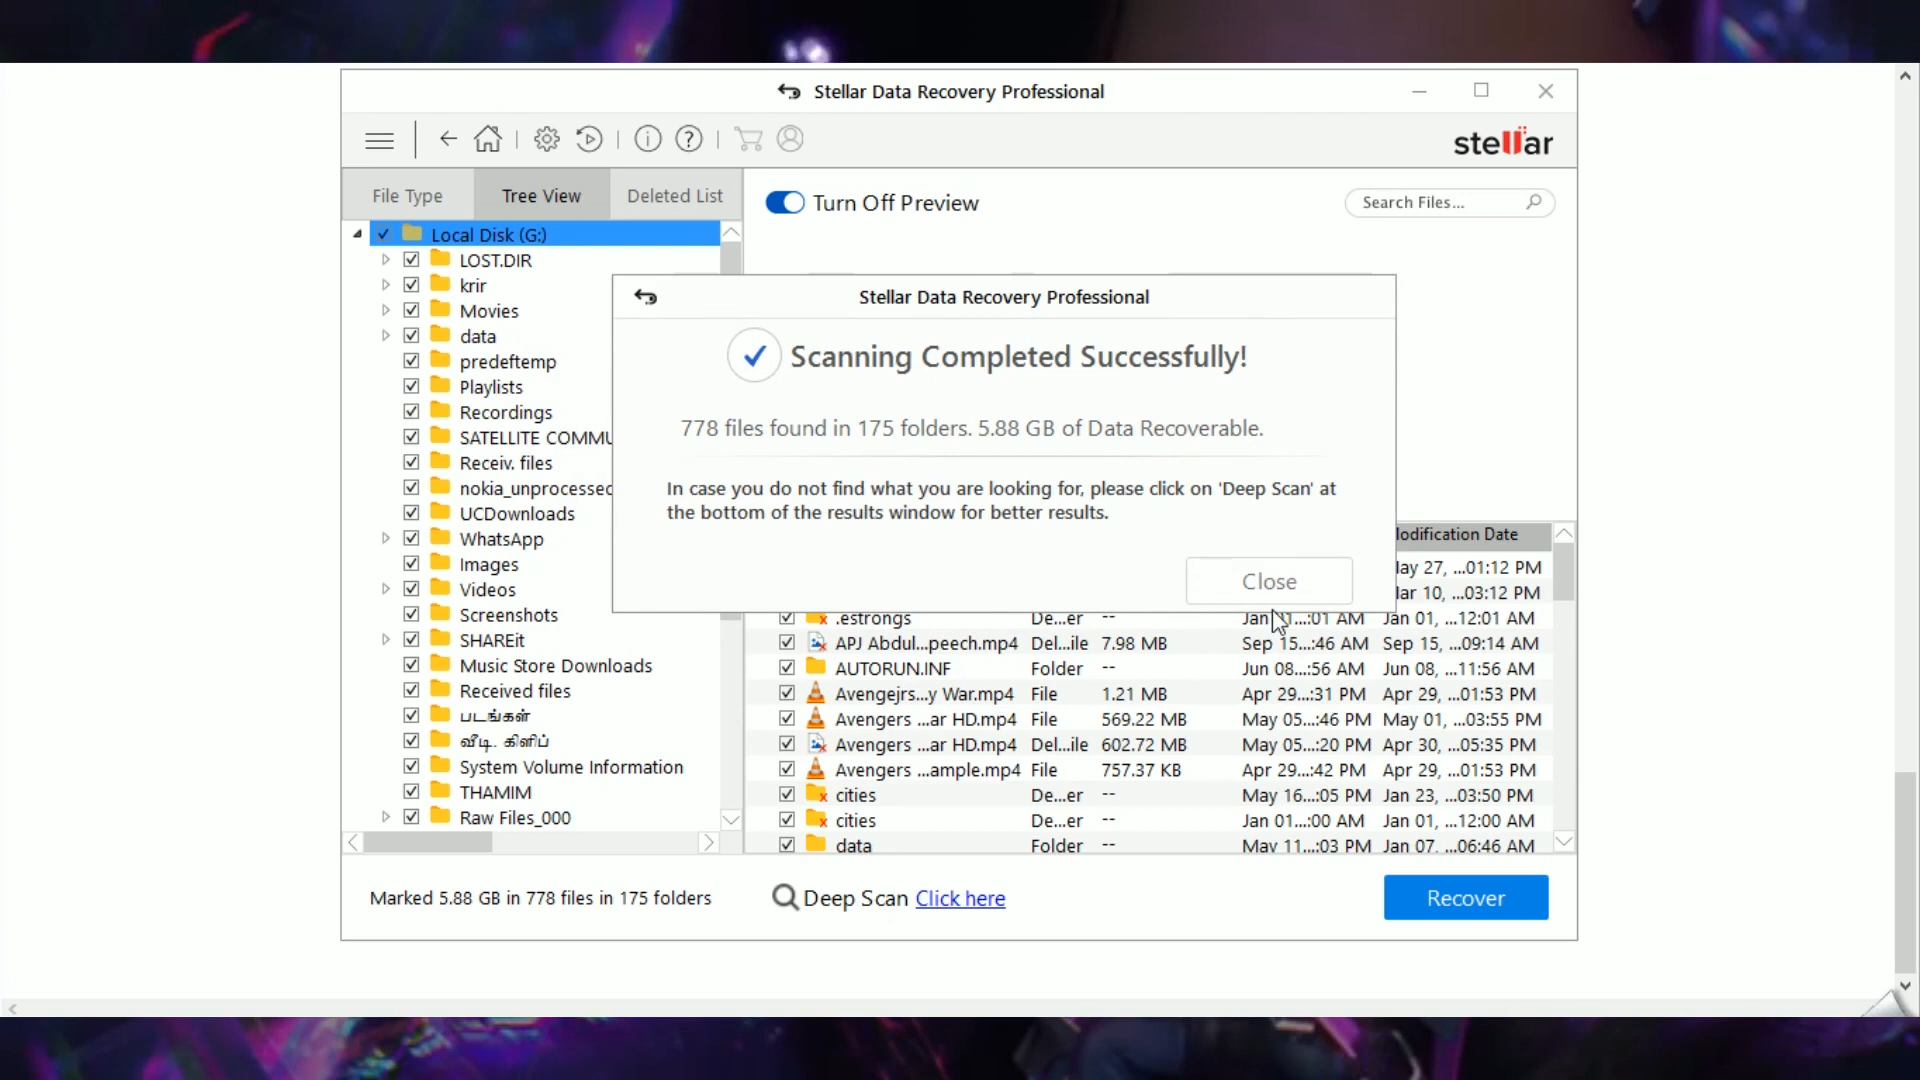 Stellar Data Recovery Professional
stellar
File Type
Tree View
Deleted List
Turn Off Preview
Search Files...
Local Disk (G:)
LOST.DIR
krir
Movies
data
predeftemp
Playlists
Recordings
SATELLITE COMMU
Receiv. files
nokia_unprocessed
UCDownloads
WhatsApp
Images
Videos
Screenshots
SHAREit
Music Store Downloads
Received files
படங்கள்
வீடி. கிளிப்
System Volume Information
THAMIM
Raw Files_000
Stellar Data Recovery Professional
Scanning Completed Successfully!
778 files found in 175 folders. 5.88 GB of Data Recoverable.
In case you do not find what you are looking for, please click on 'Deep Scan' at
the bottom of the results window for better results.
Close
Modification Date
May 27, ...01:12 PM
Mar 10, ...03:12 PM
.estrongs De...er -- Jan 01...:01 AM Jan 01, ...12:01 AM
APJ Abdul...peech.mp4 Del...ile 7.98 MB Sep 15...:46 AM Sep 15, ...09:14 AM
AUTORUN.INF Folder -- Jun 08...:56 AM Jun 08, ...11:56 AM
Avengejrs...y War.mp4 File 1.21 MB Apr 29...:31 PM Apr 29, ...01:53 PM
Avengers ...ar HD.mp4 File 569.22 MB May 05...:46 PM May 01, ...03:55 PM
Avengers ...ar HD.mp4 Del...ile 602.72 MB May 05...:20 PM Apr 30, ...05:35 PM
Avengers ...ample.mp4 File 757.37 KB Apr 29...:42 PM Apr 29, ...01:53 PM
cities De...er -- May 16...:05 PM Jan 23, ...03:50 PM
cities De...er -- Jan 01...:00 AM Jan 01, ...12:00 AM
data Folder -- May 11...:03 PM Jan 07, ...06:46 AM
Marked 5.88 GB in 778 files in 175 folders
Deep Scan Click here
Recover